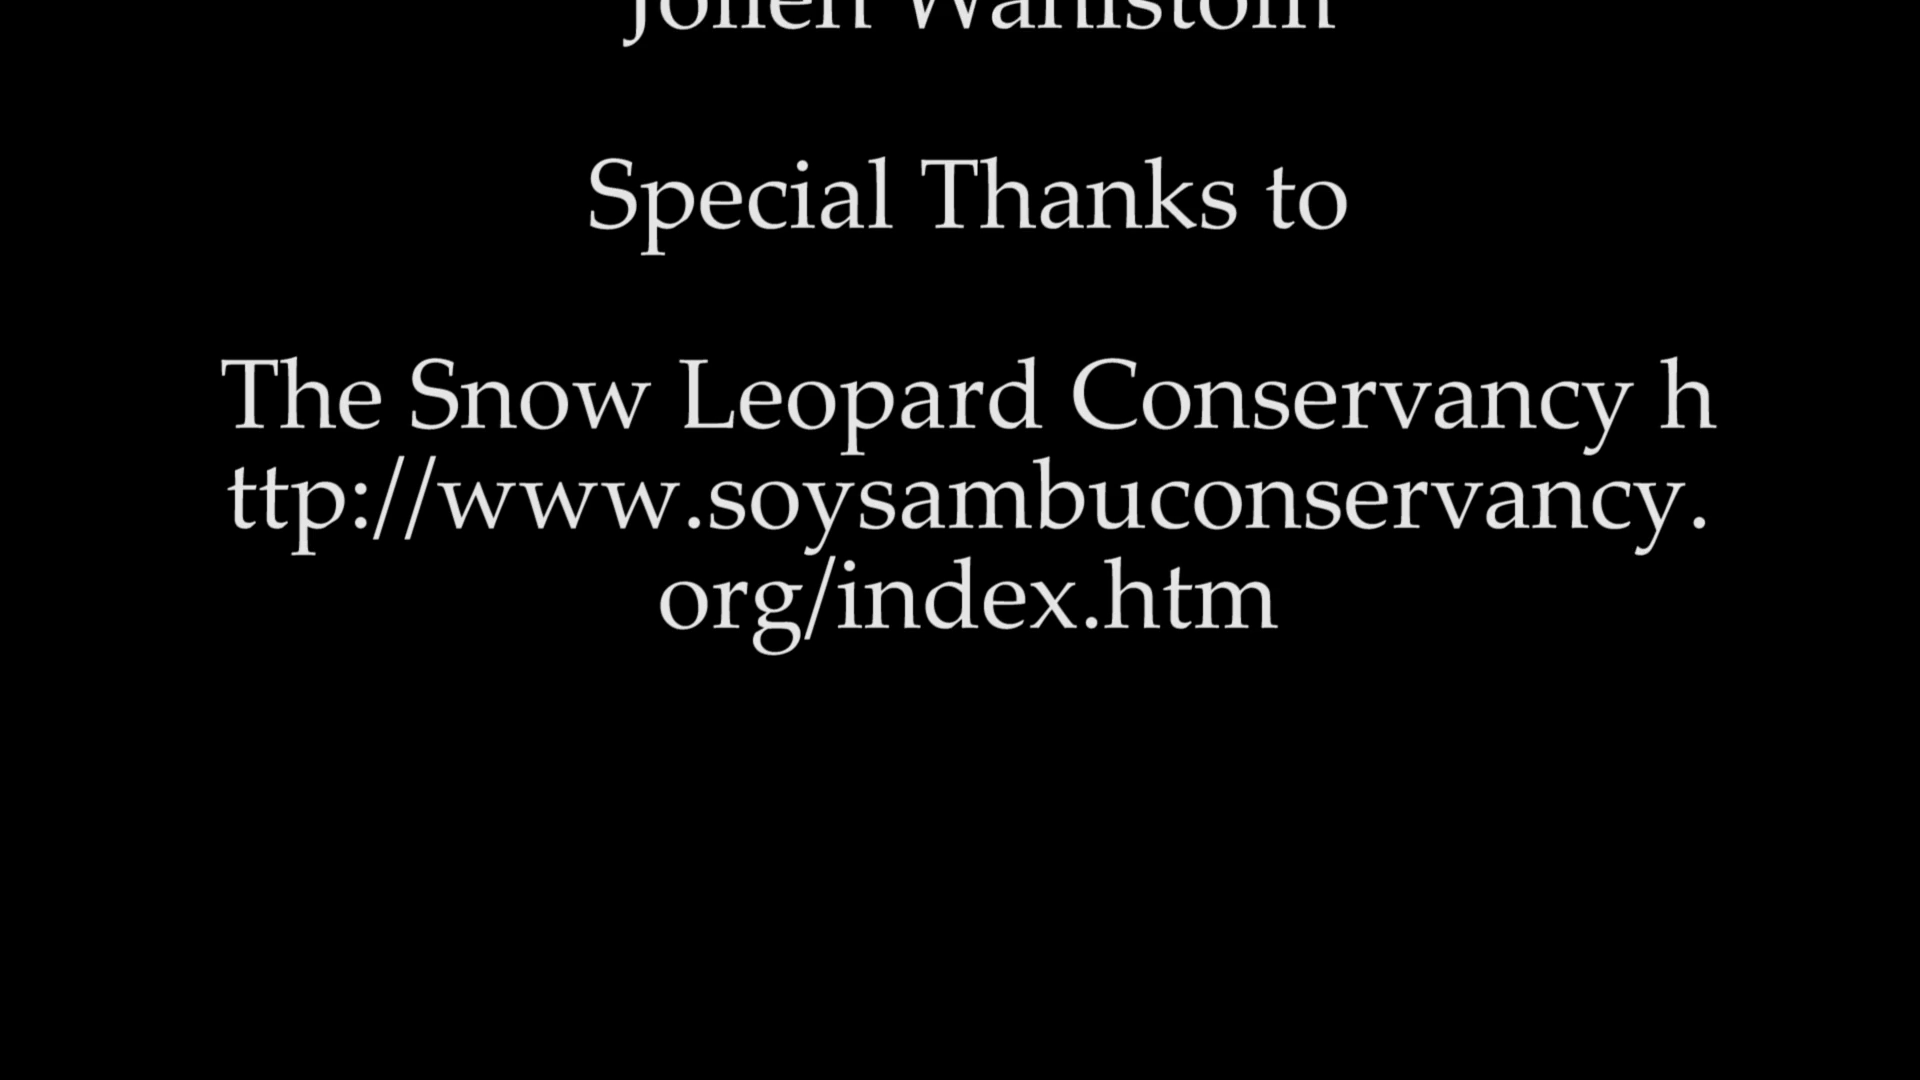 Special Thanks to
The Snow Leopard Conservancy h
ttp://www.soysambuconservancy.
org/index.htm